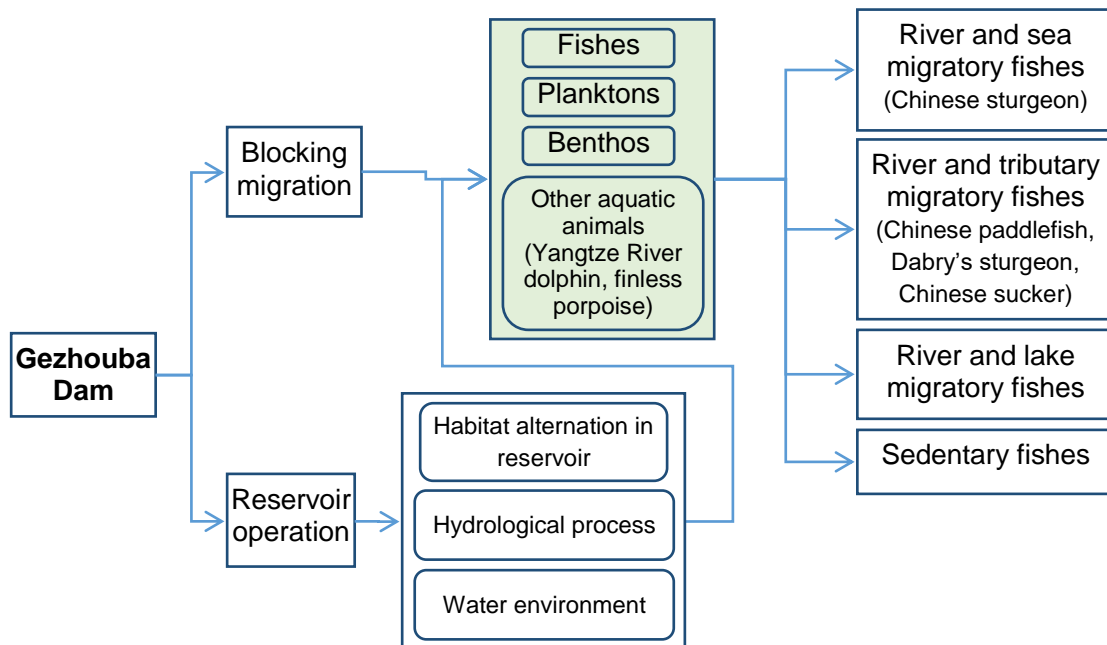 Gezhouba
Dam
Blocking
migration
Reservoir
operation
Fishes
Planktons
Benthos
Other aquatic
animals
(Yangtze River
dolphin, finless
porpoise)
Habitat alternation in
reservoir
Hydrological process
Water environment
River and sea
migratory fishes
(Chinese sturgeon)
River and tributary
migratory fishes
(Chinese paddlefish,
Dabry’s sturgeon,
Chinese sucker)
River and lake
migratory fishes
Sedentary fishes